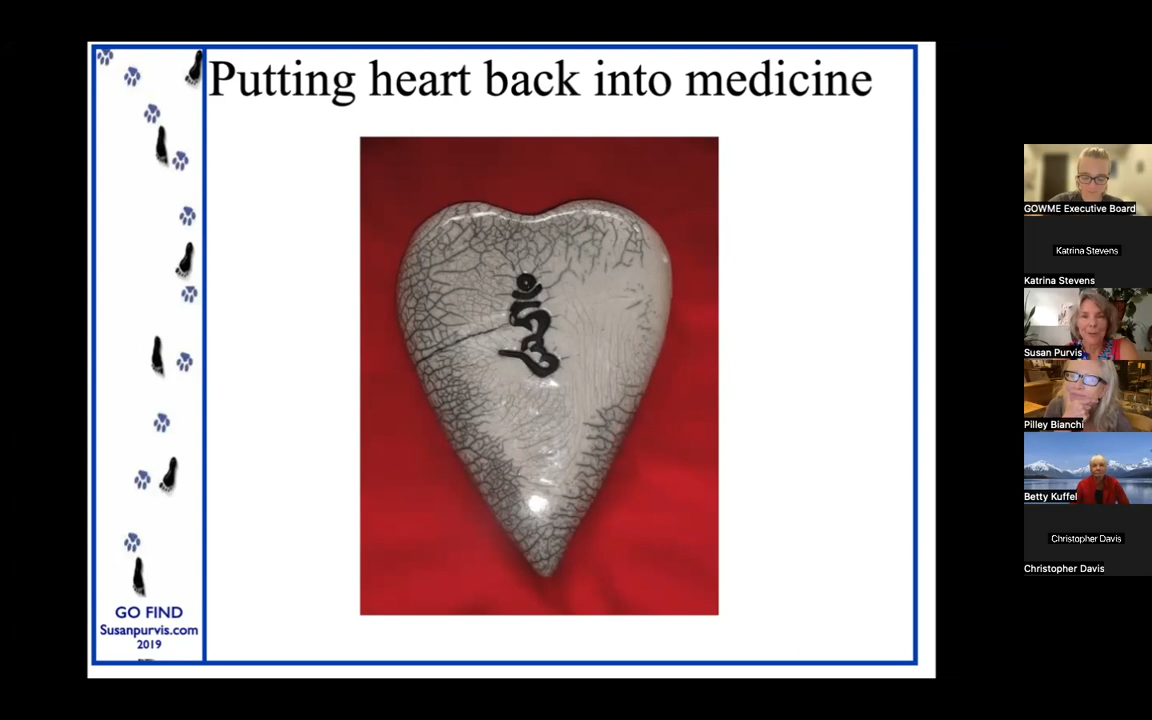 Putting heart back into medicine
GO FIND
Susanpurvis.com
2019
GOWME Executive Board
Katrina Stevens
Katrina Stevens
Susan Purvis
Pilley Bianchi
Betty Kuffel
Christopher Davis
Christopher Davis